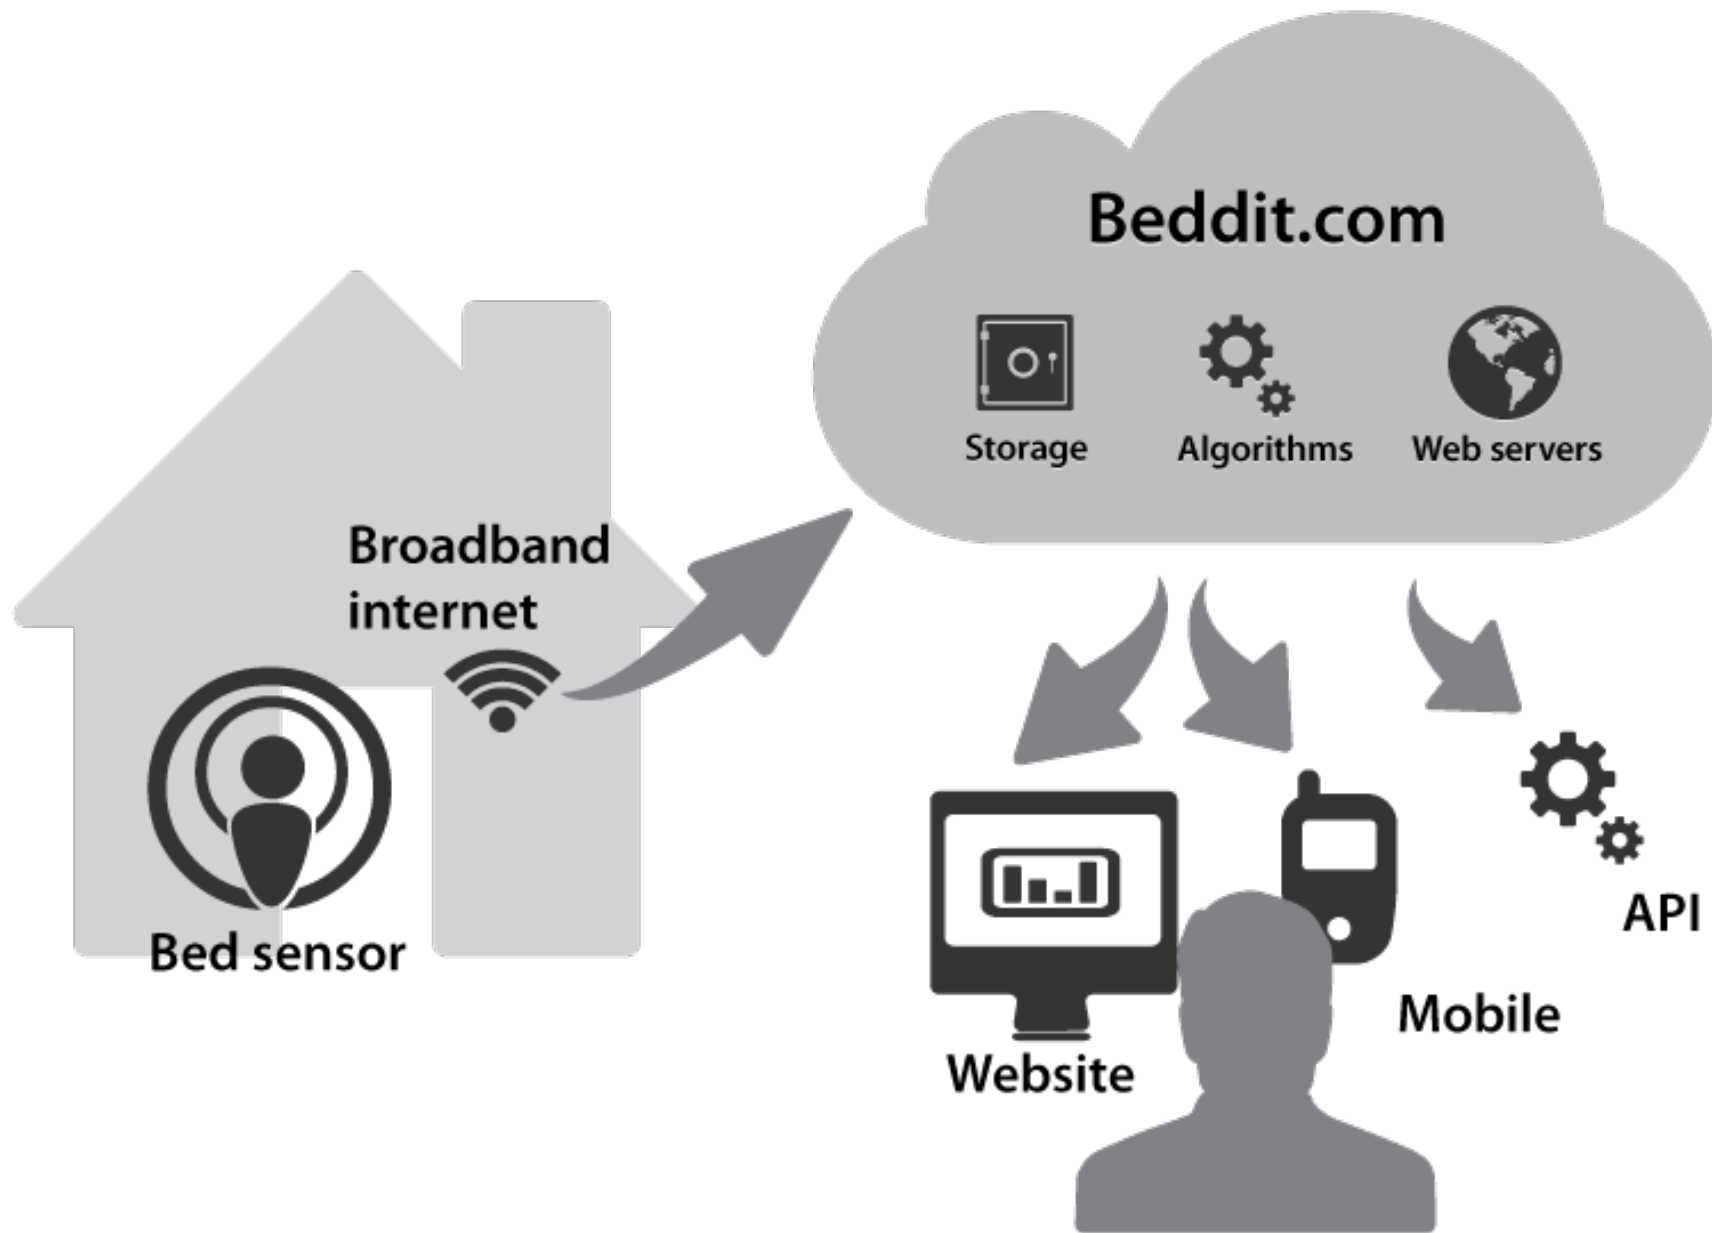 Beddit.com
Storage
Algorithms
Web servers
Broadband
internet
Bed sensor
Website
Mobile
API